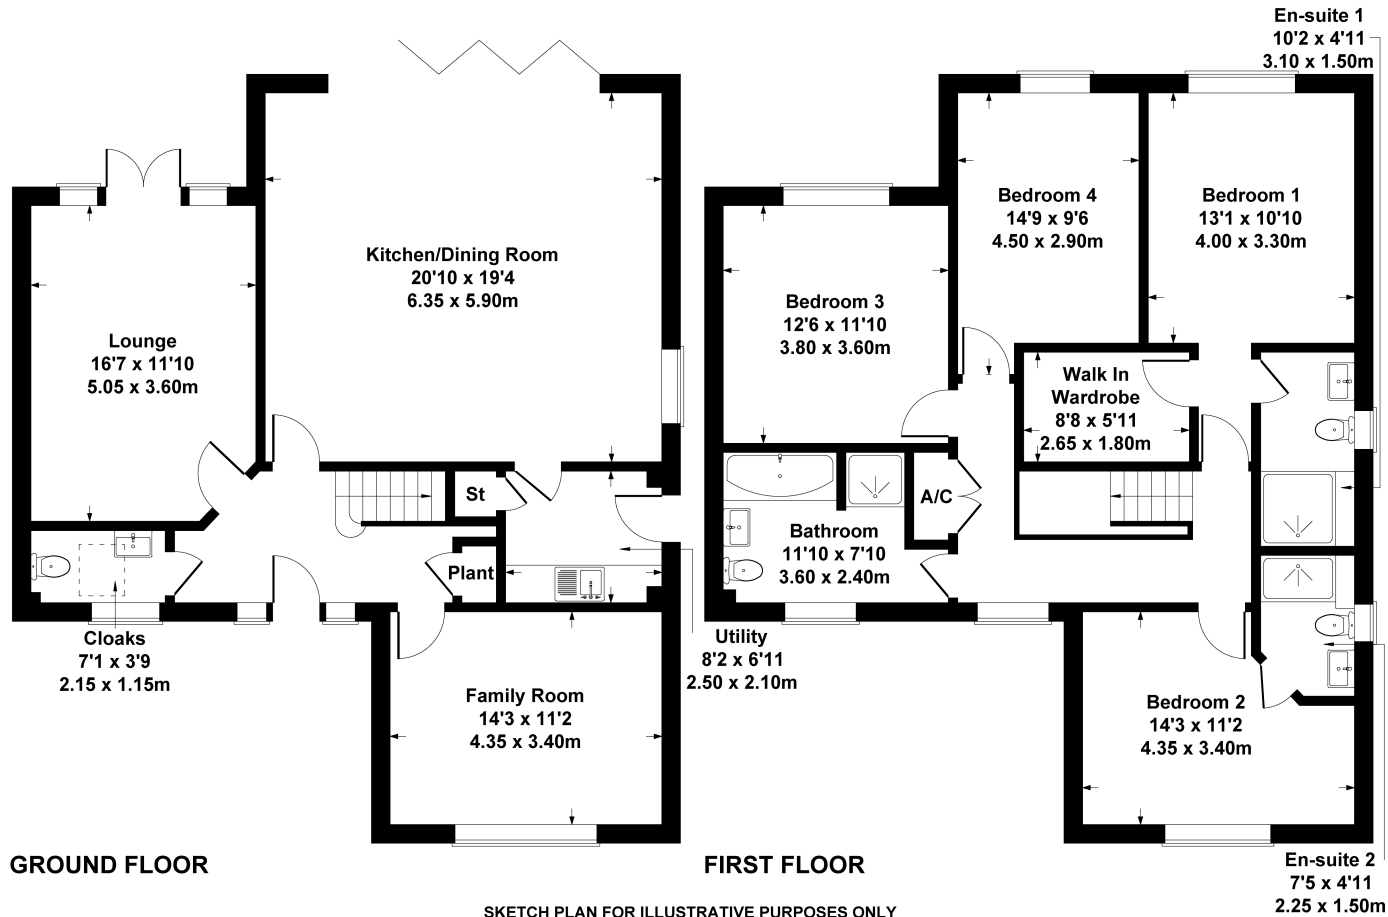 En-suite 1
10'2 x 4'11
3.10 x 1.50m
Kitchen/Dining Room
20'10 x 19'4
6.35 x 5.90m
Lounge
16'7 x 11'10
5.05 x 3.60m
St
Plant
Cloaks
7'1 x 3'9
2.15 x 1.15m
Utility
8'2 x 6'11
2.50 x 2.10m
Family Room
14'3 x 11'2
4.35 x 3.40m
GROUND FLOOR
Bedroom 4
14'9 x 9'6
4.50 x 2.90m
Bedroom 1
13'1 x 10'10
4.00 x 3.30m
Bedroom 3
12'6 x 11'10
3.80 x 3.60m
Walk In
Wardrobe
8'8 x 5'11
2.65 x 1.80m
A/C
Bathroom
11'10 x 7'10
3.60 x 2.40m
Bedroom 2
14'3 x 11'2
4.35 x 3.40m
FIRST FLOOR
En-suite 2
7'5 x 4'11
2.25 x 1.50m
SKETCH PLAN FOR ILLUSTRATIVE PURPOSES ONLY